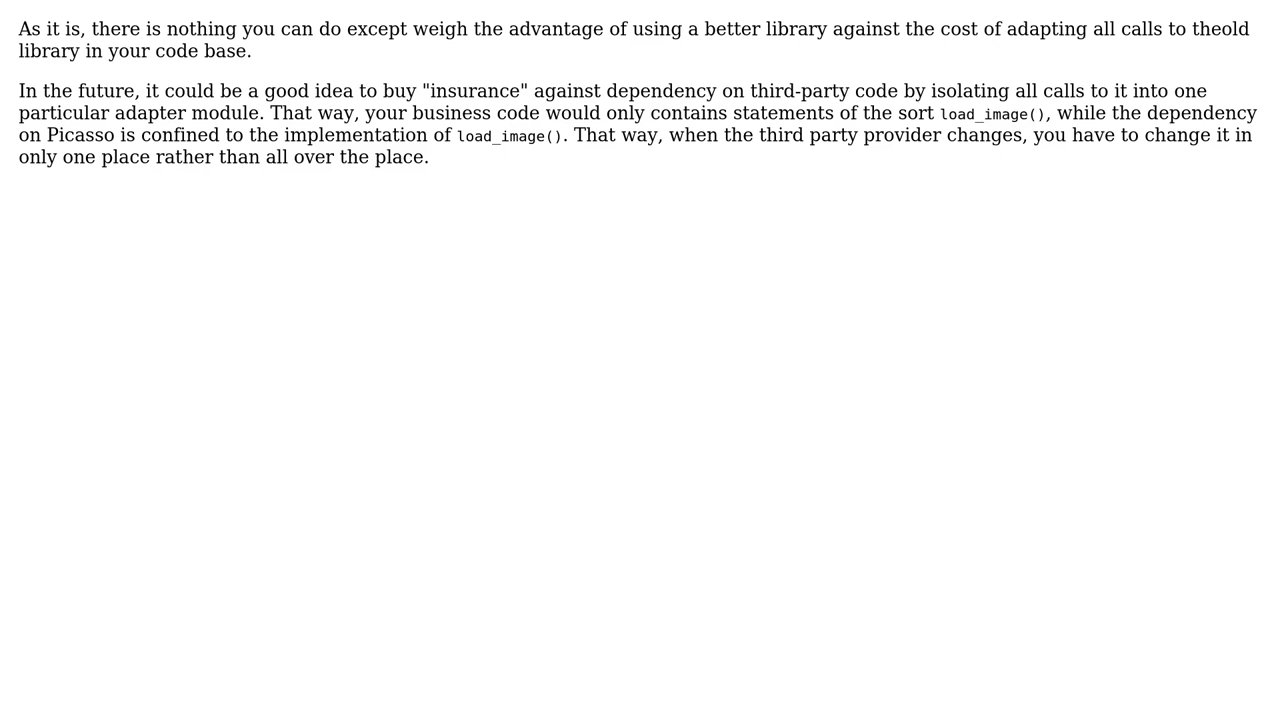 As it is, there is nothing you can do except weigh the advantage of using a better library against the cost of adapting all calls to theold
library in your code base.
In the future, it could be a good idea to buy "insurance" against dependency on third-party code by isolating all calls to it into one
particular adapter module. That way, your business code would only contains statements of the sort load_image(), while the dependency
on Picasso is confined to the implementation of load_image(). That way, when the third party provider changes, you have to change it in
only one place rather than all over the place.